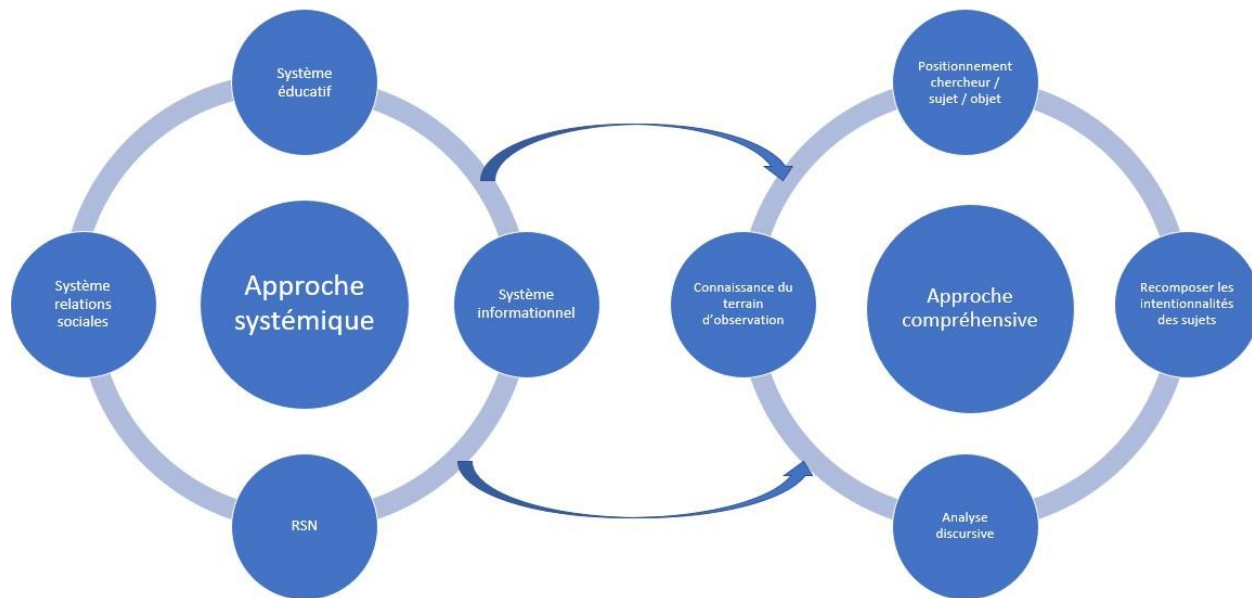 Système
éducatif
Système
relations
sociales
Approche
systémique
Système
informationnel
RSN
Positionnement
chercheur /
sujet / objet
Connaissance du
terrain
d’observation
Approche
compréhensive
Recomposer les
intentionnalités
des sujets
Analyse
discursive